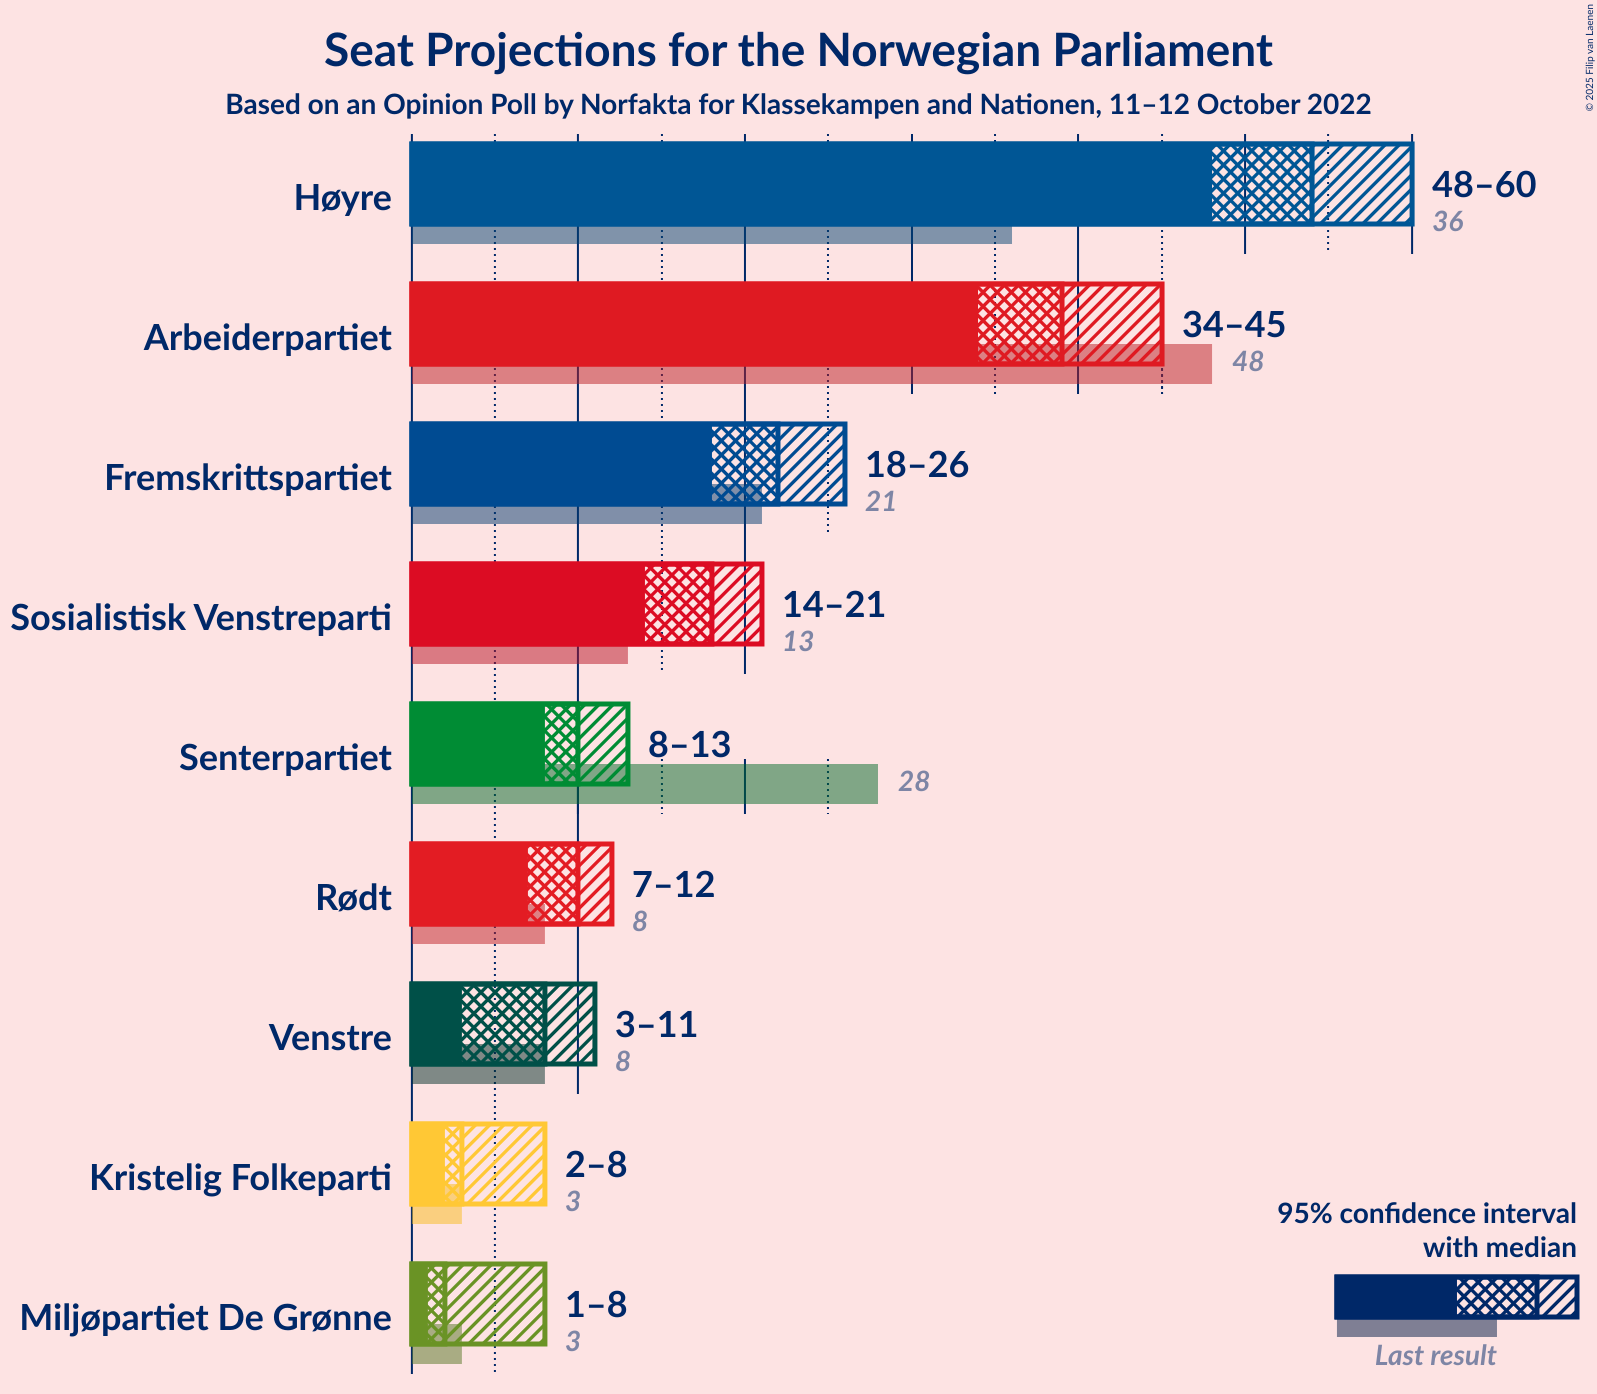 Seat Projections for the Norwegian Parliament
Based on an Opinion Poll by Norfakta for Klassekampen and Nationen, 11–12 October 2022
© 2025 Filip van Laenen
Høyre
48–60
36
Arbeiderpartiet
34–45
48
Fremskrittspartiet
18–26
21
Sosialistisk Venstreparti
14–21
13
Senterpartiet
8–13
28
Rødt
7–12
8
Venstre
3–11
8
Kristelig Folkeparti
2–8
3
Miljøpartiet De Grønne
1–8
3
95% confidence interval
with median
Last result